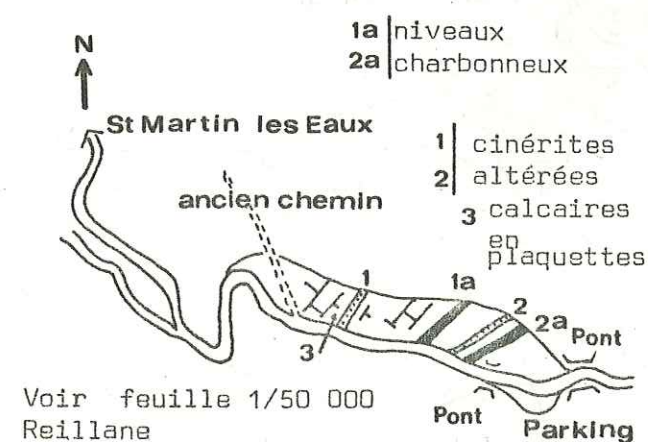 1a niveaux
2a charbonneux
N
St Martin les Eaux
1 cinérites
2 altérées
3 calcaires
en
plaquettes
ancien chemin
1
1a
2
2a
Pont
3
Voir feuille 1/50 000
Reillane
Pont
Parking